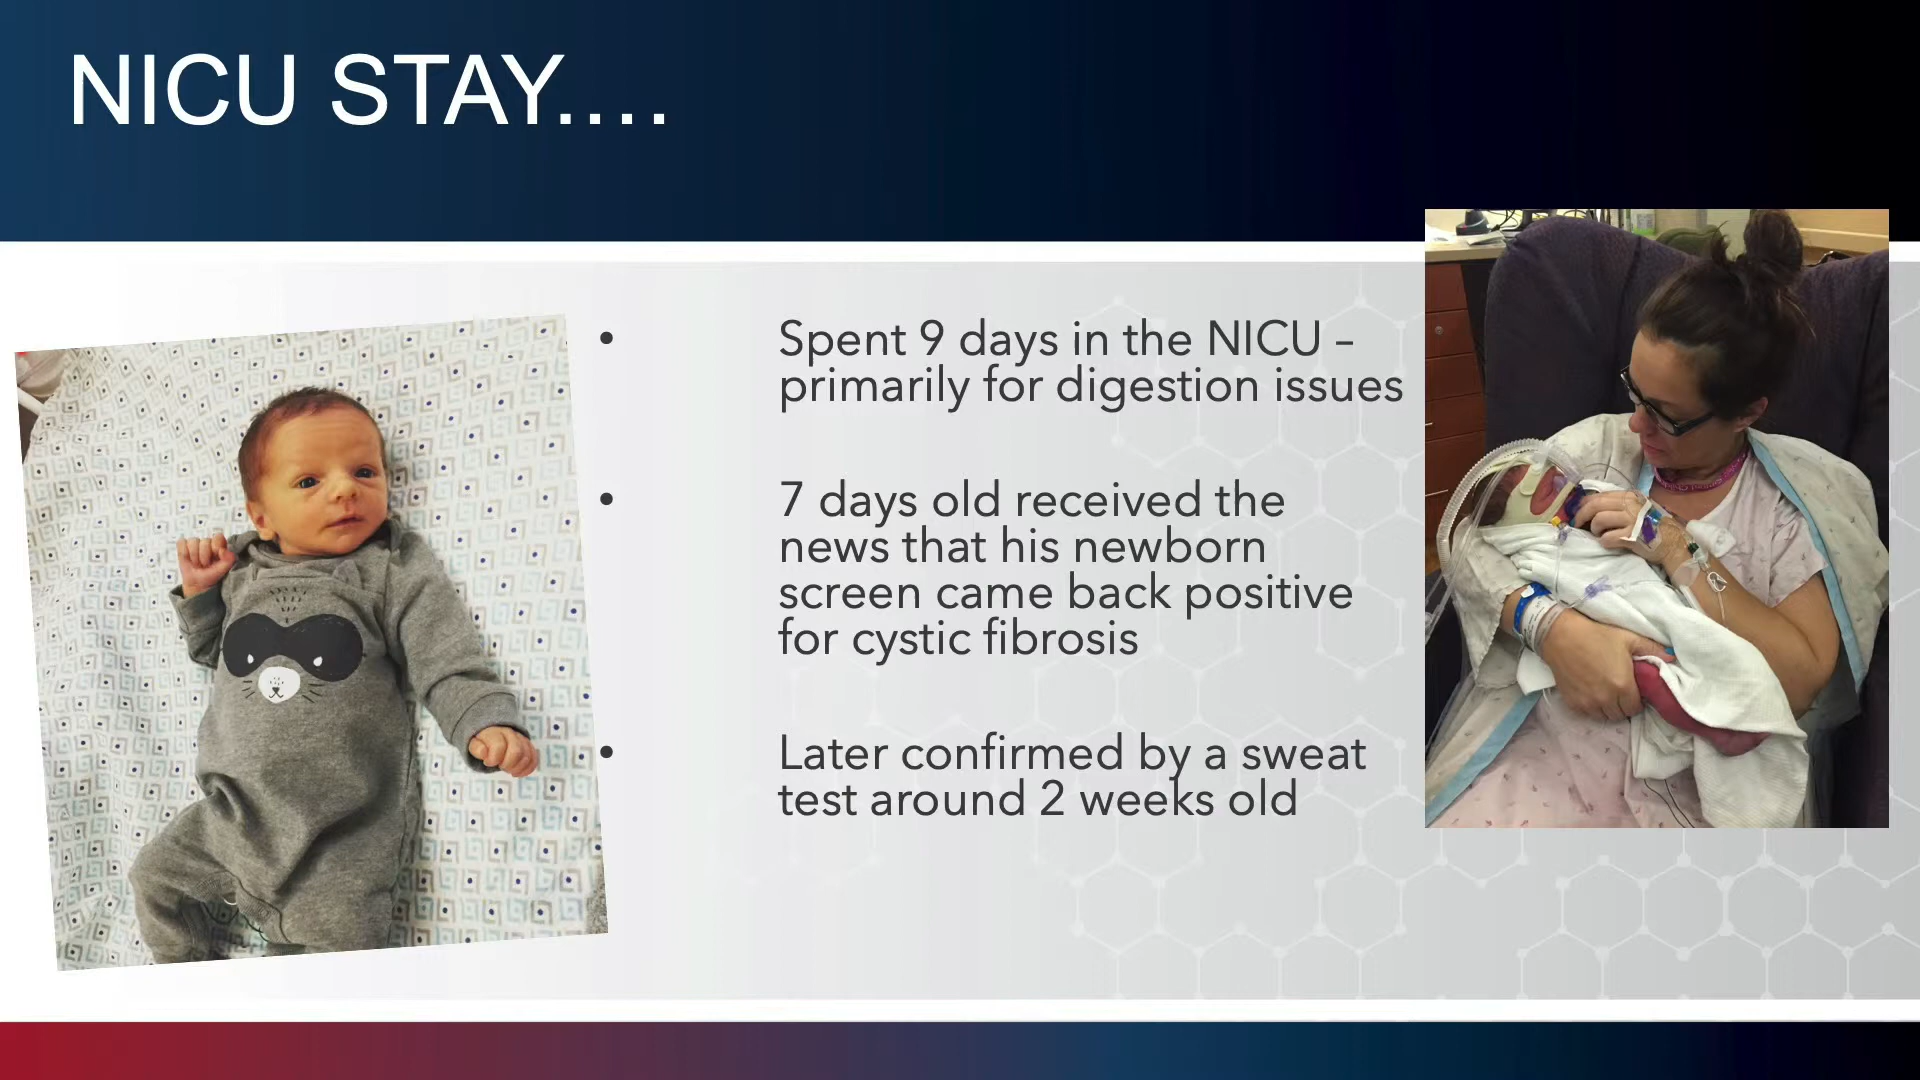 NICU STAY....
• Spent 9 days in the NICU –
primarily for digestion issues
• 7 days old received the
news that his newborn
screen came back positive
for cystic fibrosis
• Later confirmed by a sweat
test around 2 weeks old